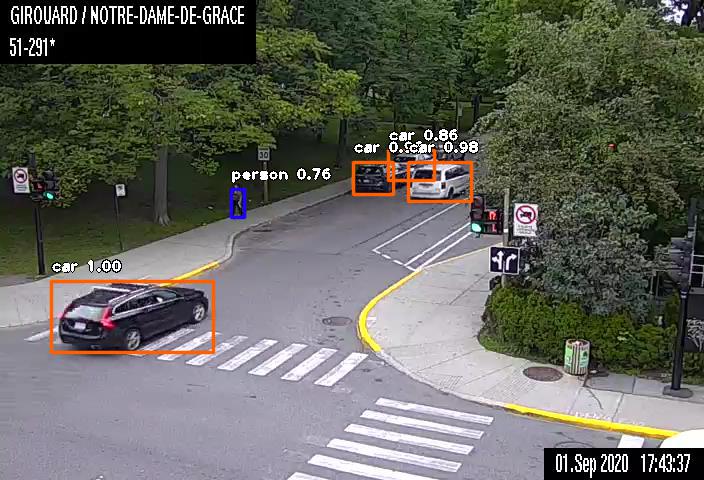 GIROUARD / NOTRE-DAME-DE-GRACE
51-291*
car 0.86
car 0.98
person 0.76
30
car 1.00
01.Sep 2020 17:43:37